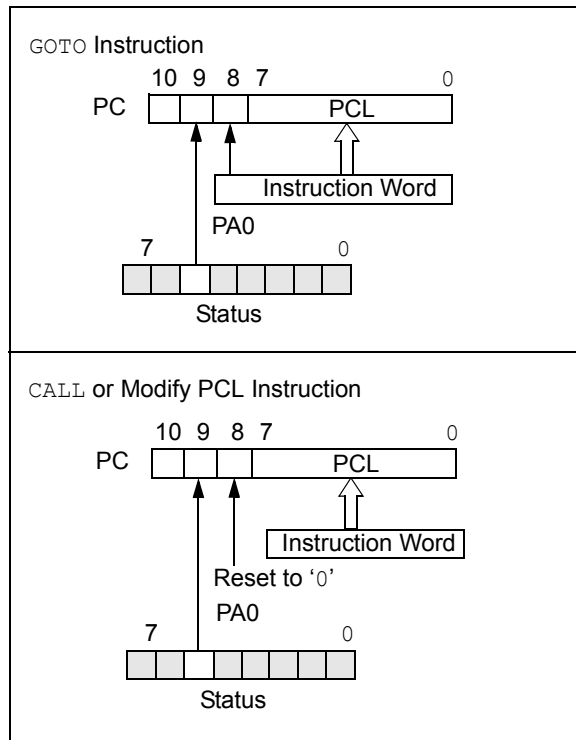 GOTO Instruction
10 9 8 7 0
PC PCL
Instruction Word
PA0
7 0
Status
CALL or Modify PCL Instruction
10 9 8 7 0
PC PCL
Instruction Word
Reset to ‘0’
PA0
7 0
Status